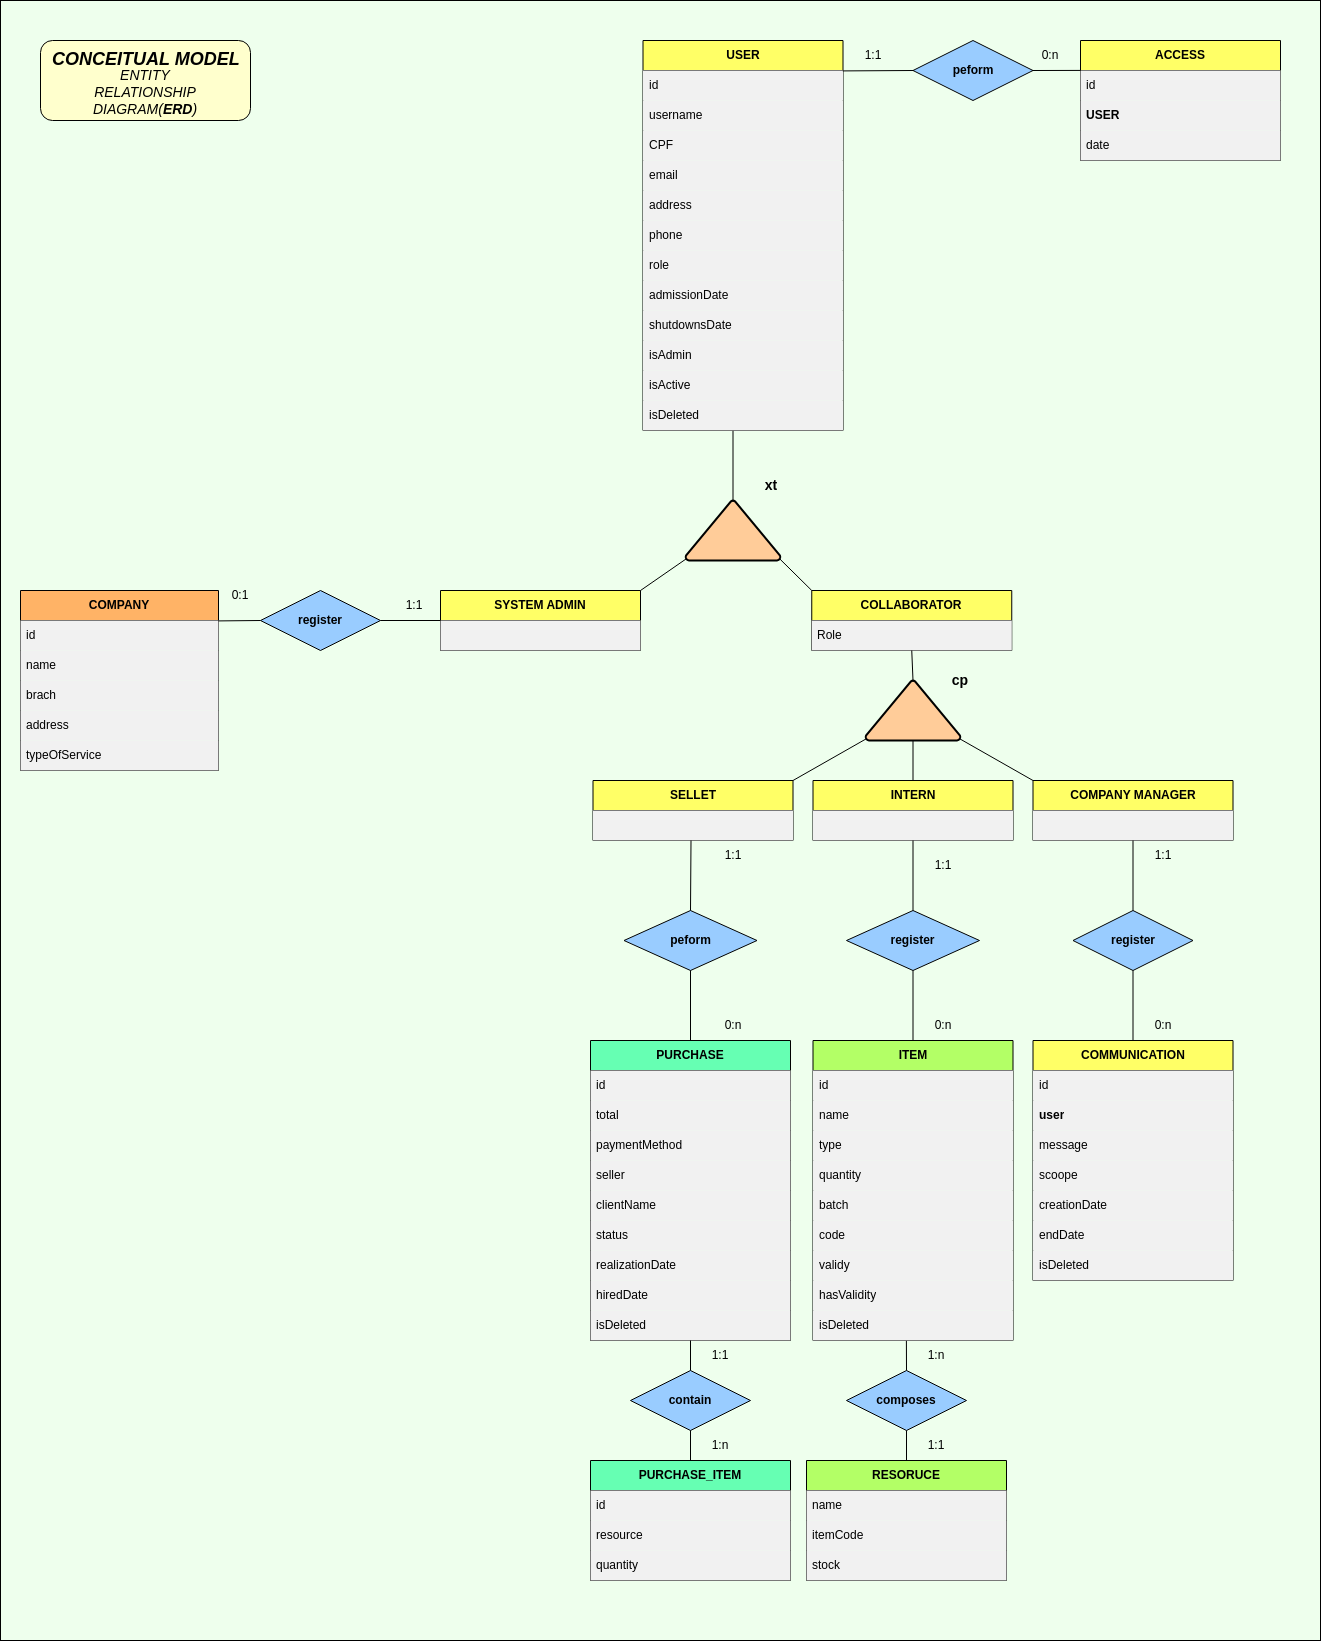 CONCEITUAL MODEL
ENTITY
RELATIONSHIP
DIAGRAM(ERD)
USER
id
username
CPF
email
address
phone
role
admissionDate
shutdownsDate
isAdmin
isActive
isDeleted
1:1
peform
0:n
ACCESS
id
USER
date
xt
COMPANY
id
name
brach
address
typeOfService
0:1
register
1:1
SYSTEM ADMIN
COLLABORATOR
Role
cp
SELLET
INTERN
COMPANY MANAGER
1:1
1:1
1:1
peform
register
register
0:n
0:n
0:n
PURCHASE
id
total
paymentMethod
seller
clientName
status
realizationDate
hiredDate
isDeleted
ITEM
id
name
type
quantity
batch
code
validy
hasValidity
isDeleted
COMMUNICATION
id
user
message
scoope
creationDate
endDate
isDeleted
1:1
contain
1:n
1:n
composes
1:1
PURCHASE_ITEM
id
resource
quantity
RESORUCE
name
itemCode
stock